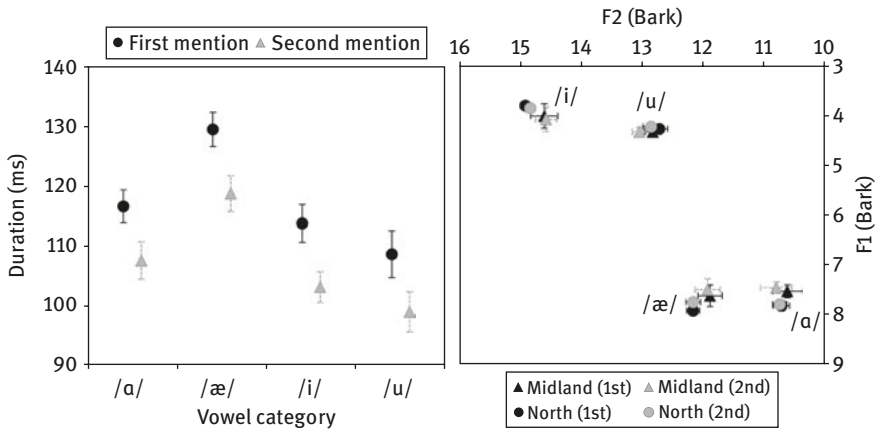 First mention Second mention
140
130
120
110
100
90
Duration (ms)
/ɑ/ /æ/ /i/ /u/
Vowel category
F2 (Bark)
16 15 14 13 12 11 10
3
4
5
6
7
8
9
F1 (Bark)
/i/ /u/
/æ/ /ɑ/
Midland (1st) Midland (2nd)
North (1st) North (2nd)